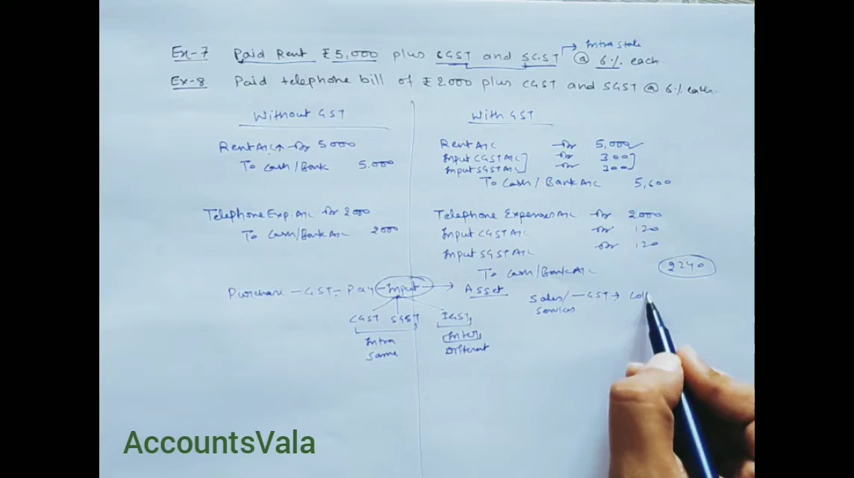 Ex-7 Paid Rent ₹5,000 plus CGST and SGST @ 6% each
Intra state
Ex-8 Paid telephone bill of ₹2000 plus CGST and SGST @ 6% each.
Without GST
Rent A/c Dr 5000
To Cash/Bank 5,000
Telephone Exp. A/c Dr 2000
To Cash/Bank A/c 2000
With GST
Rent A/c Dr 5,000
Input CGST A/c Dr 300
Input SGST A/c Dr 300
To Cash/Bank A/c 5,600
Telephone Expenses A/c Dr 2000
Input CGST A/c Dr 120
Input SGST A/c Dr 120
To Cash/Bank A/c 2240
Purchase - GST - Pay - Input → Asset
CGST SGST IGST
Intra Inter
Same Different
Sales/ - GST → Coll
Services
AccountsVala